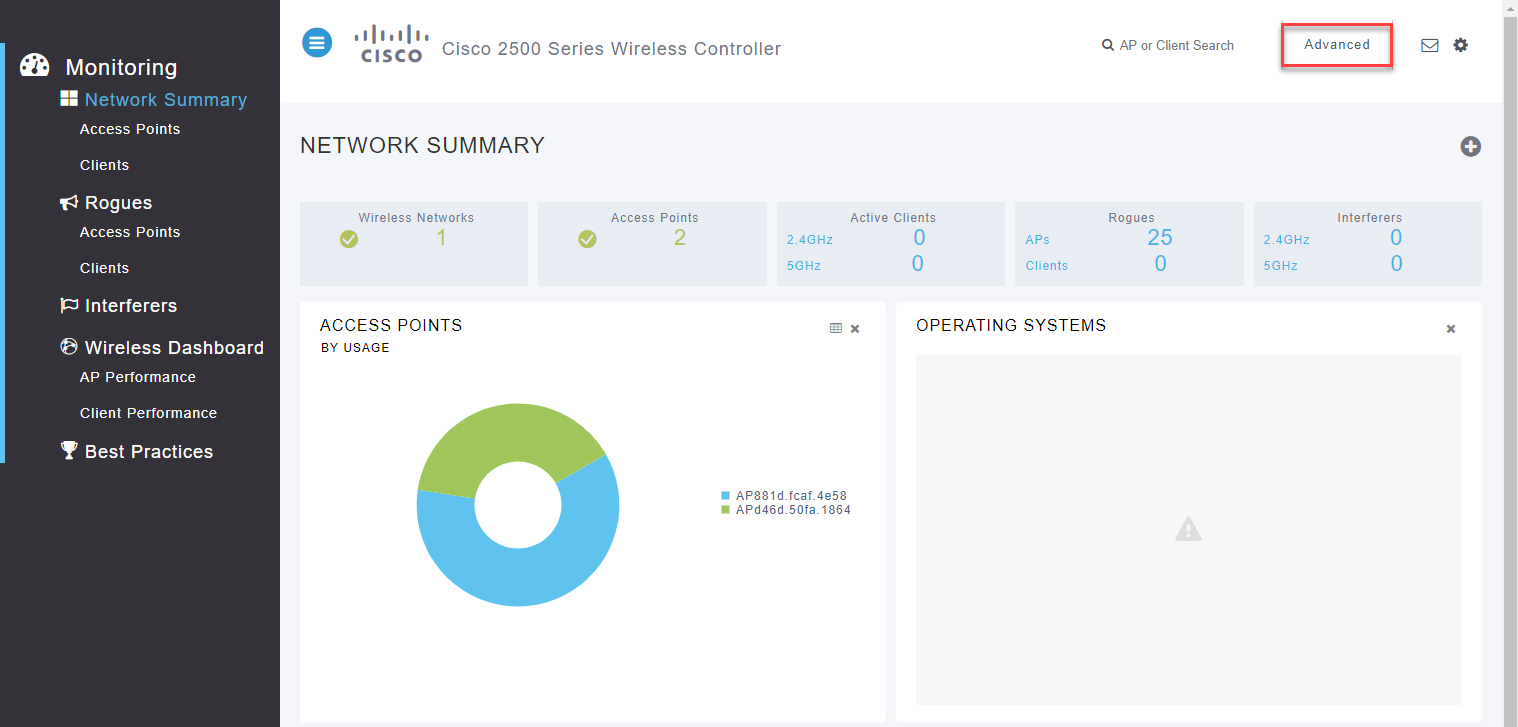 Monitoring
Network Summary
Access Points
Clients
Rogues
Access Points
Clients
Interferers
Wireless Dashboard
AP Performance
Client Performance
Best Practices
CISCO
Cisco 2500 Series Wireless Controller
AP or Client Search
Advanced
NETWORK SUMMARY
Wireless Networks
1
Access Points
2
Active Clients
2.4GHz 0
5GHz 0
Rogues
APs 25
Clients 0
Interferers
2.4GHz 0
5GHz 0
ACCESS POINTS
BY USAGE
AP881d.fcaf.4e58
APd46d.50fa.1864
OPERATING SYSTEMS